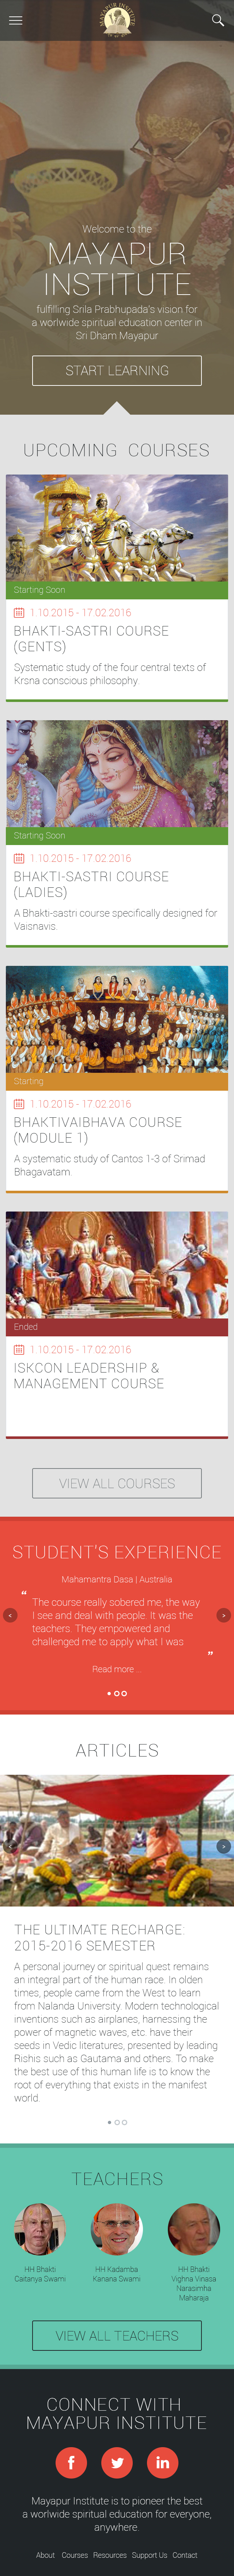 MAYAPUR INSTITUTE
Welcome to the
MAYAPUR
INSTITUTE
fulfilling Srila Prabhupada's vision for
a worlwide spiritual education center in
Sri Dham Mayapur
START LEARNING
UPCOMING COURSES
Starting Soon
1.10.2015 - 17.02.2016
BHAKTI-SASTRI COURSE
(GENTS)
Systematic study of the four central texts of
Krsna conscious philosophy.
Starting Soon
1.10.2015 - 17.02.2016
BHAKTI-SASTRI COURSE
(LADIES)
A Bhakti-sastri course specifically designed for
Vaisnavis.
Starting
1.10.2015 - 17.02.2016
BHAKTIVAIBHAVA COURSE
(MODULE 1)
A systematic study of Cantos 1-3 of Srimad
Bhagavatam.
Ended
1.10.2015 - 17.02.2016
ISKCON LEADERSHIP &
MANAGEMENT COURSE
VIEW ALL COURSES
STUDENT'S EXPERIENCE
Mahamantra Dasa | Australia
“
The course really sobered me, the way
I see and deal with people. It was the
teachers. They empowered and
challenged me to apply what I was
”
Read more ...
ARTICLES
THE ULTIMATE RECHARGE:
2015-2016 SEMESTER
A personal journey or spiritual quest remains
an integral part of the human race. In olden
times, people came from the West to learn
from Nalanda University. Modern technological
inventions such as airplanes, harnessing the
power of magnetic waves, etc. have their
seeds in Vedic literatures, presented by leading
Rishis such as Gautama and others. To make
the best use of this human life is to know the
root of everything that exists in the manifest
world.
TEACHERS
HH Bhakti
Caitanya Swami
HH Kadamba
Kanana Swami
HH Bhakti
Vighna Vinasa
Narasimha
Maharaja
VIEW ALL TEACHERS
CONNECT WITH
MAYAPUR INSTITUTE
f
in
Mayapur Institute is to pioneer the best
a worlwide spiritual education for everyone,
anywhere.
About Courses Resources Support Us Contact